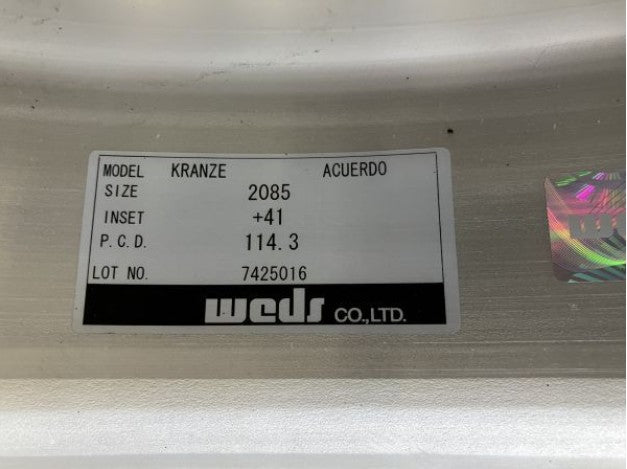 MODEL KRANZE ACUERDO
SIZE 2085
INSET +41
P.C.D. 114.3
LOT NO. 7425016
weds CO.,LTD.